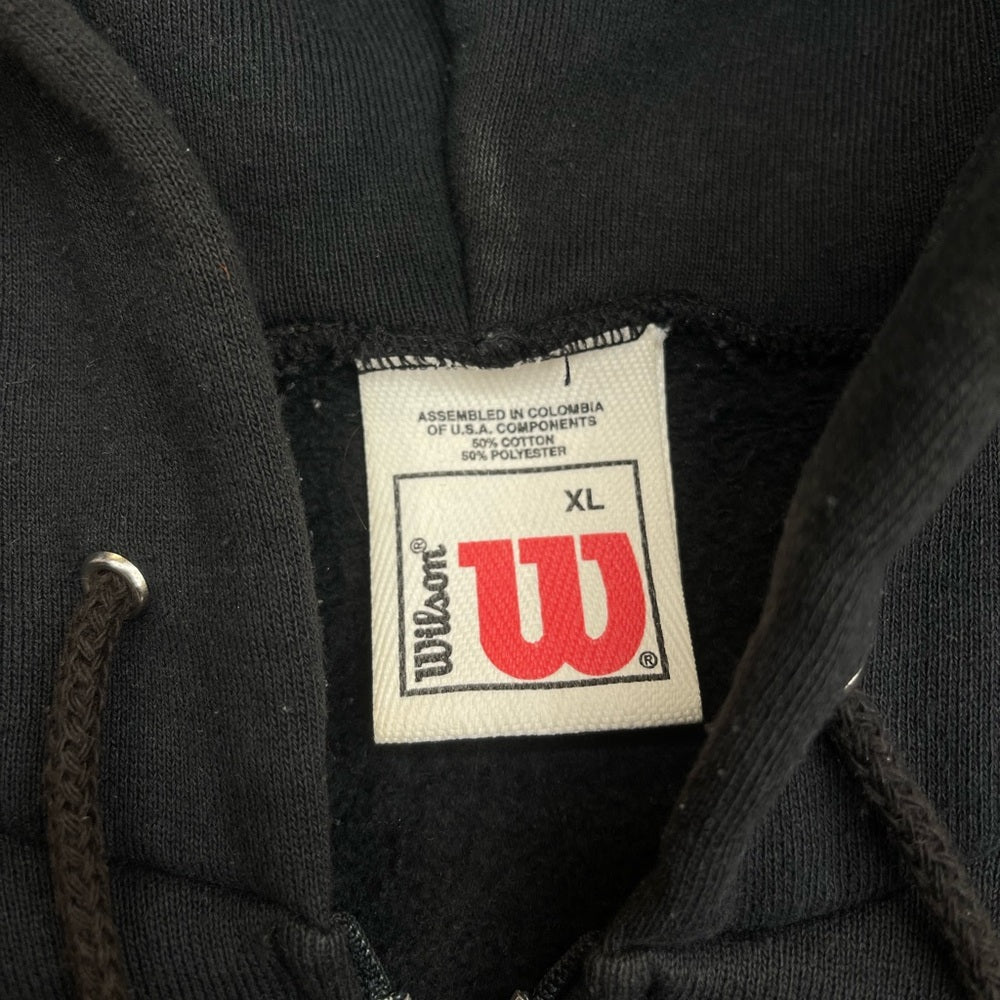 ASSEMBLED IN COLOMBIA
OF U.S.A. COMPONENTS
50% COTTON
50% POLYESTER
XL
Wilson®
W®